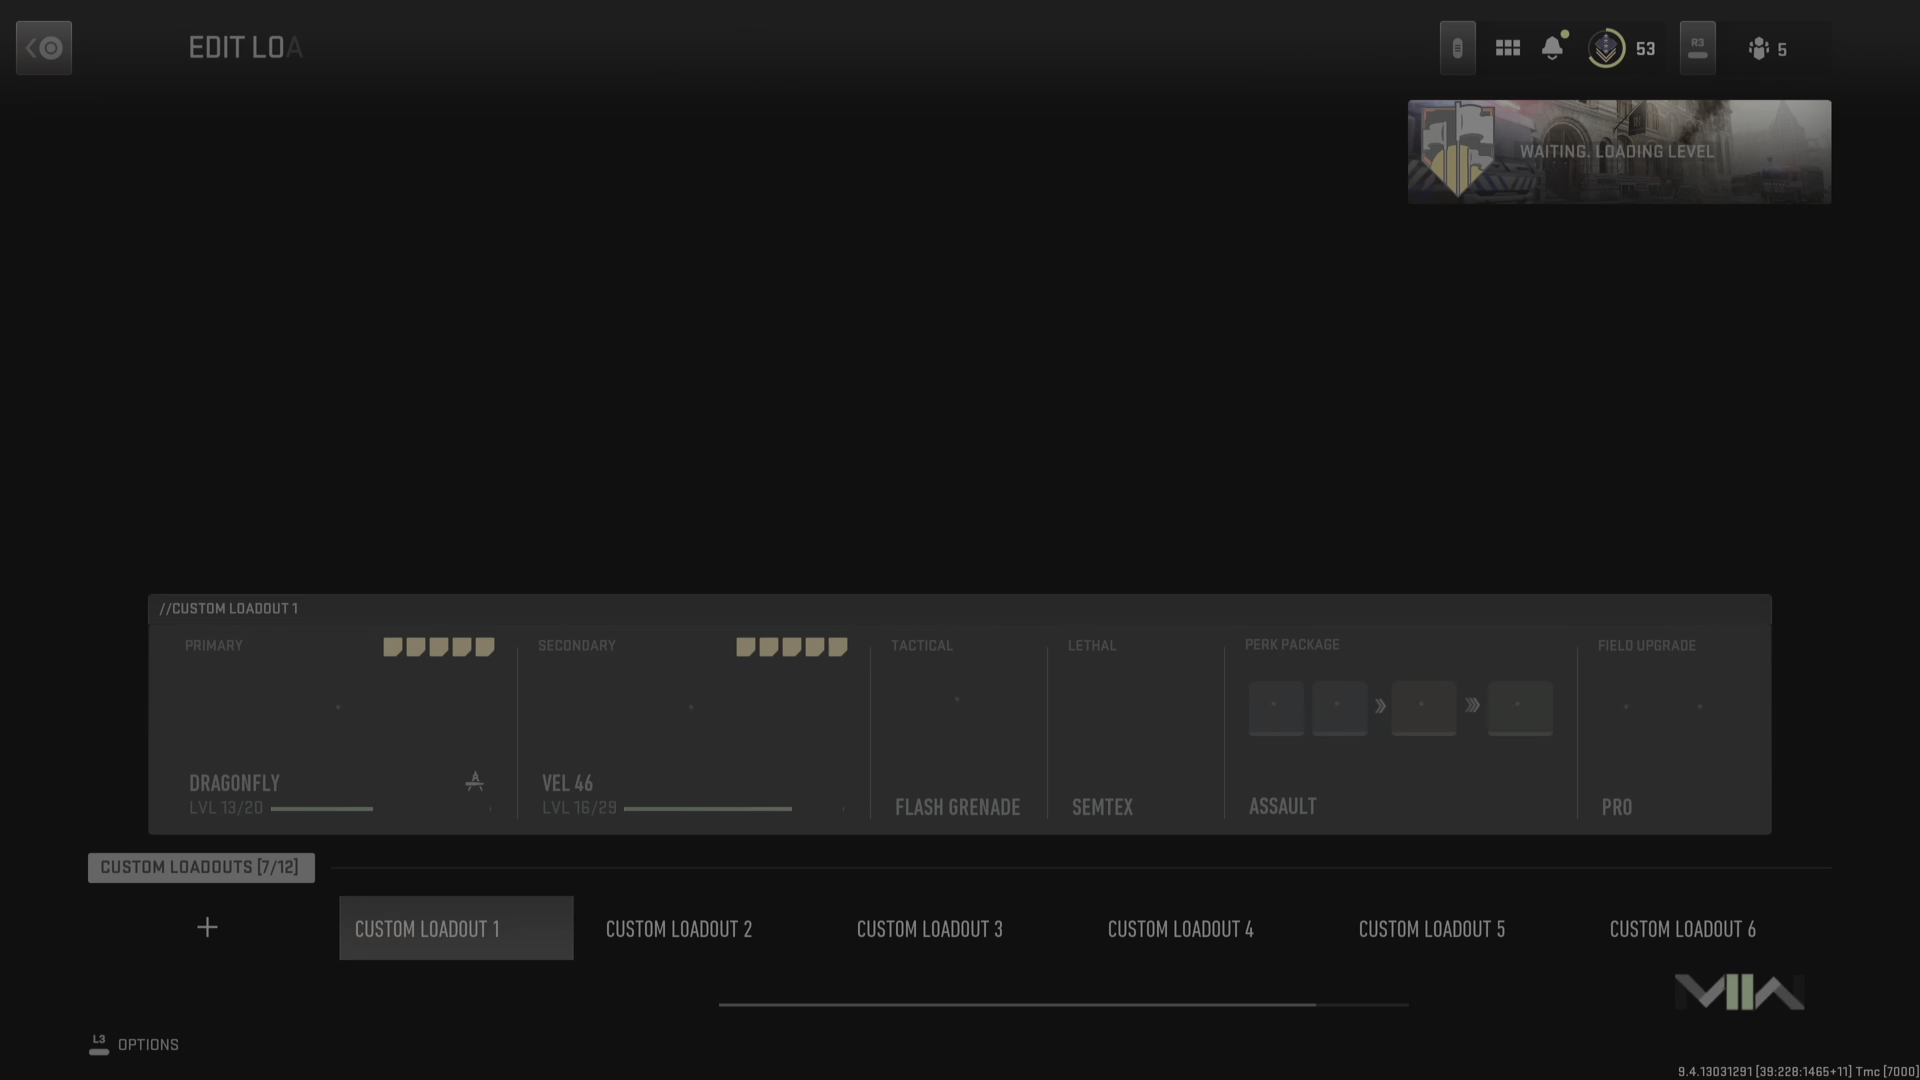 EDIT LOA
53
R3
5
WAITING. LOADING LEVEL
//CUSTOM LOADOUT 1
PRIMARY
SECONDARY
TACTICAL
LETHAL
PERK PACKAGE
FIELD UPGRADE
DRAGONFLY
LVL 13/20
VEL 46
LVL 16/29
FLASH GRENADE
SEMTEX
ASSAULT
PRO
CUSTOM LOADOUTS [7/12]
+
CUSTOM LOADOUT 1
CUSTOM LOADOUT 2
CUSTOM LOADOUT 3
CUSTOM LOADOUT 4
CUSTOM LOADOUT 5
CUSTOM LOADOUT 6
MW
L3 OPTIONS
9.4.13031291 [39:228:1465+11] Tmc [7000]